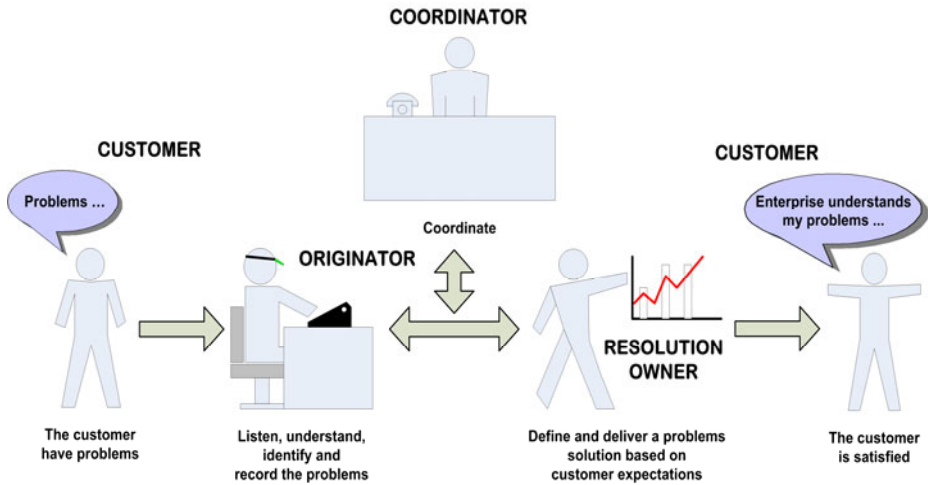 COORDINATOR
CUSTOMER
Problems …
CUSTOMER
Enterprise understands
my problems ...
Coordinate
ORIGINATOR
RESOLUTION
OWNER
The customer
have problems
Listen, understand,
identify and
record the problems
Define and deliver a problems
solution based on
customer expectations
The customer
is satisfied